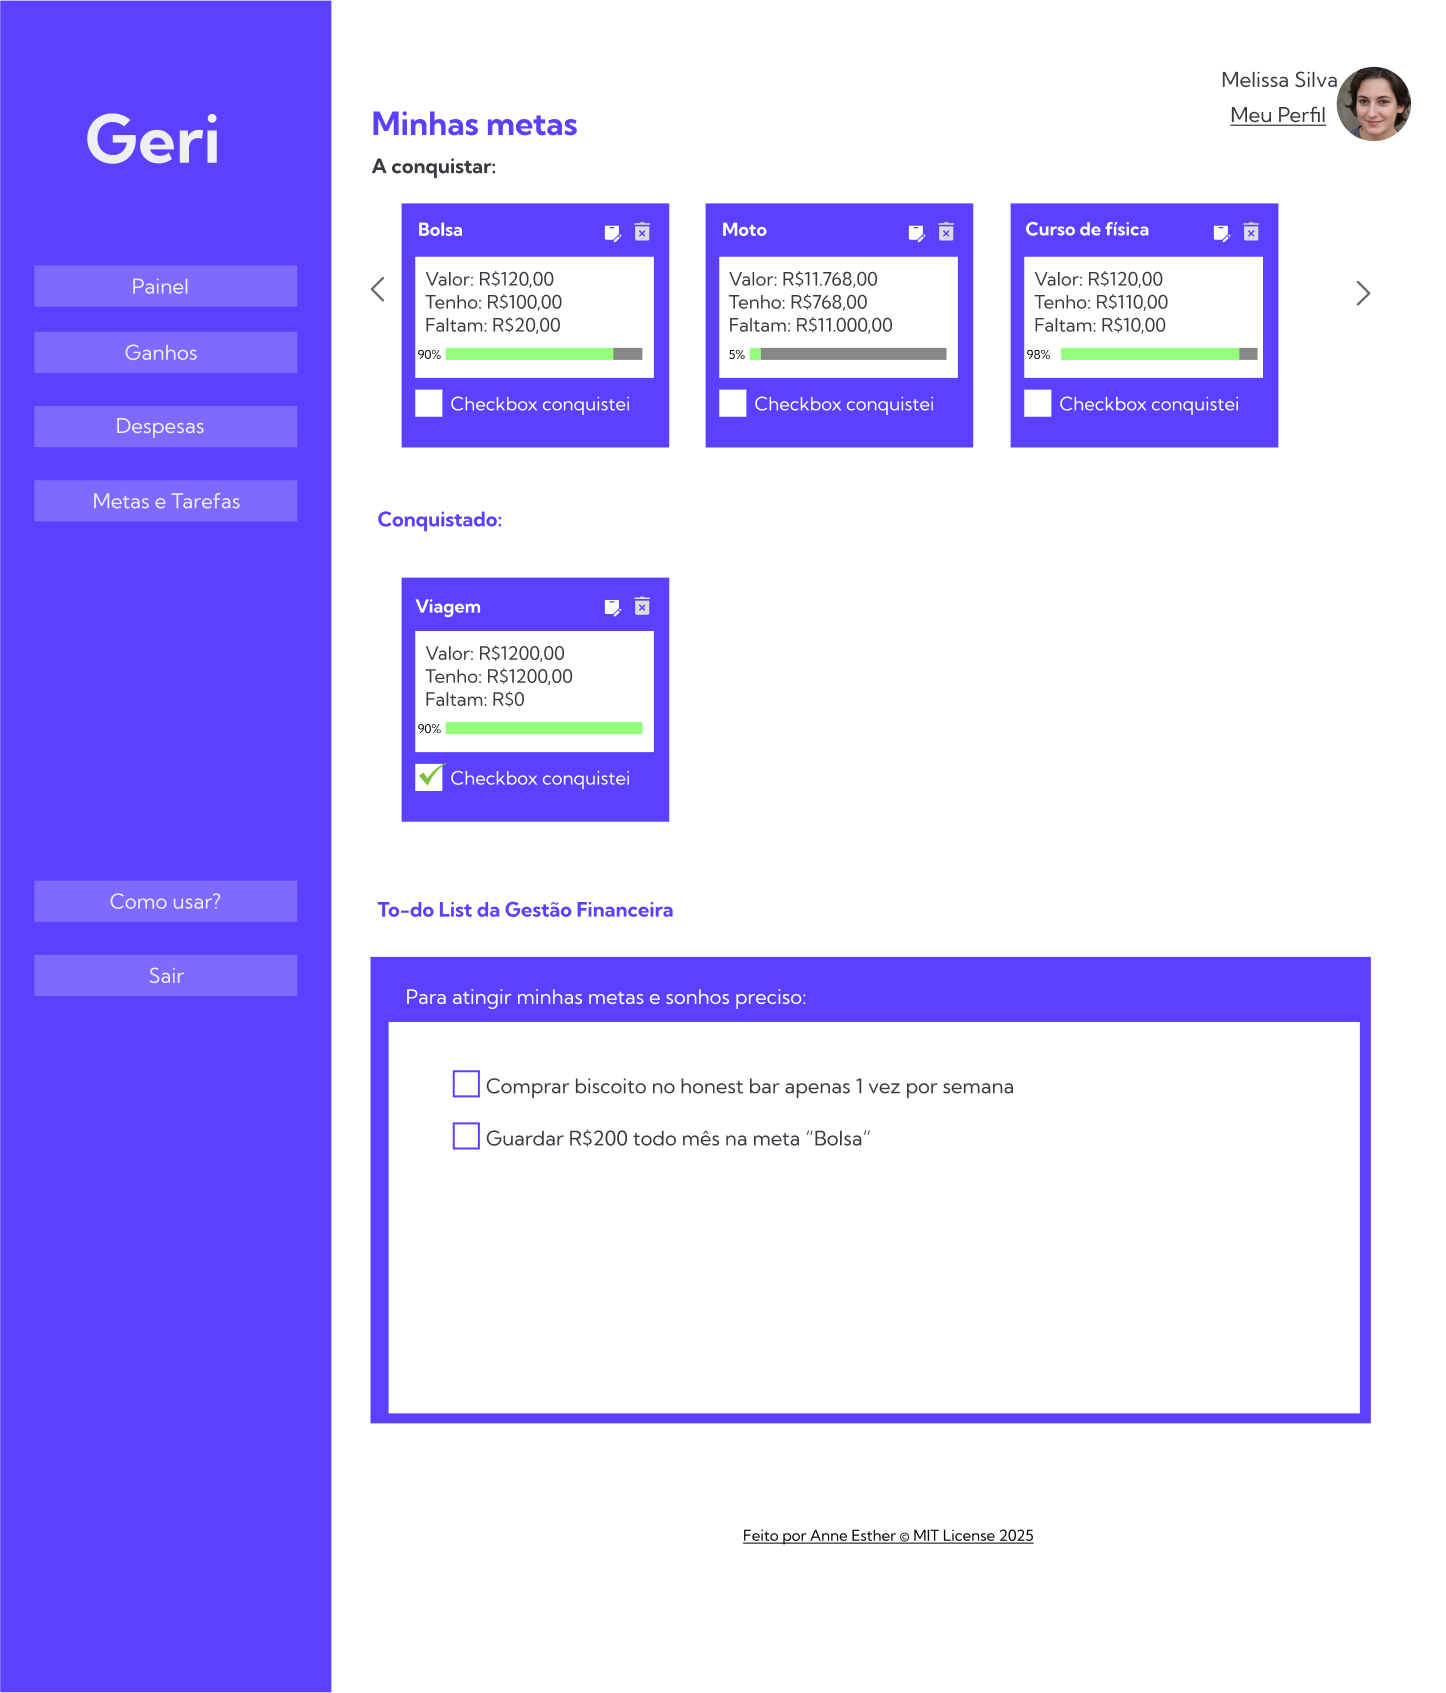 Geri
Painel
Ganhos
Despesas
Metas e Tarefas
Como usar?
Sair
Melissa Silva
Meu Perfil
Minhas metas
A conquistar:
Bolsa
Valor: R$120,00
Tenho: R$100,00
Faltam: R$20,00
90%
Checkbox conquistei
Moto
Valor: R$11.768,00
Tenho: R$768,00
Faltam: R$11.000,00
5%
Checkbox conquistei
Curso de física
Valor: R$120,00
Tenho: R$110,00
Faltam: R$10,00
98%
Checkbox conquistei
Conquistado:
Viagem
Valor: R$1200,00
Tenho: R$1200,00
Faltam: R$0
90%
Checkbox conquistei
To-do List da Gestão Financeira
Para atingir minhas metas e sonhos preciso:
Comprar biscoito no honest bar apenas 1 vez por semana
Guardar R$200 todo mês na meta “Bolsa”
Feito por Anne Esther © MIT License 2025